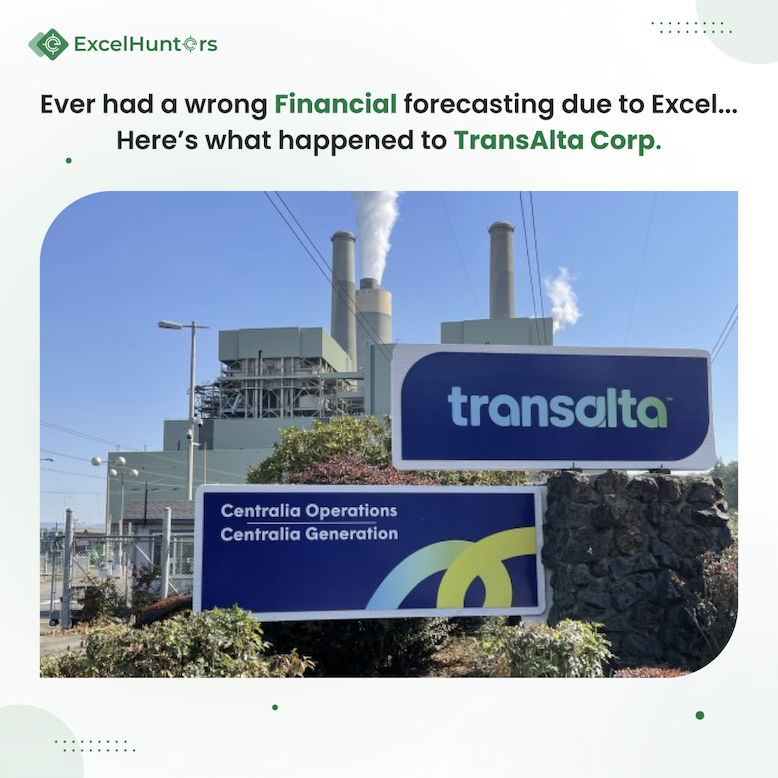 ExcelHunters
Ever had a wrong Financial forecasting due to Excel...
Here’s what happened to TransAlta Corp.
transalta™
Centralia Operations
Centralia Generation